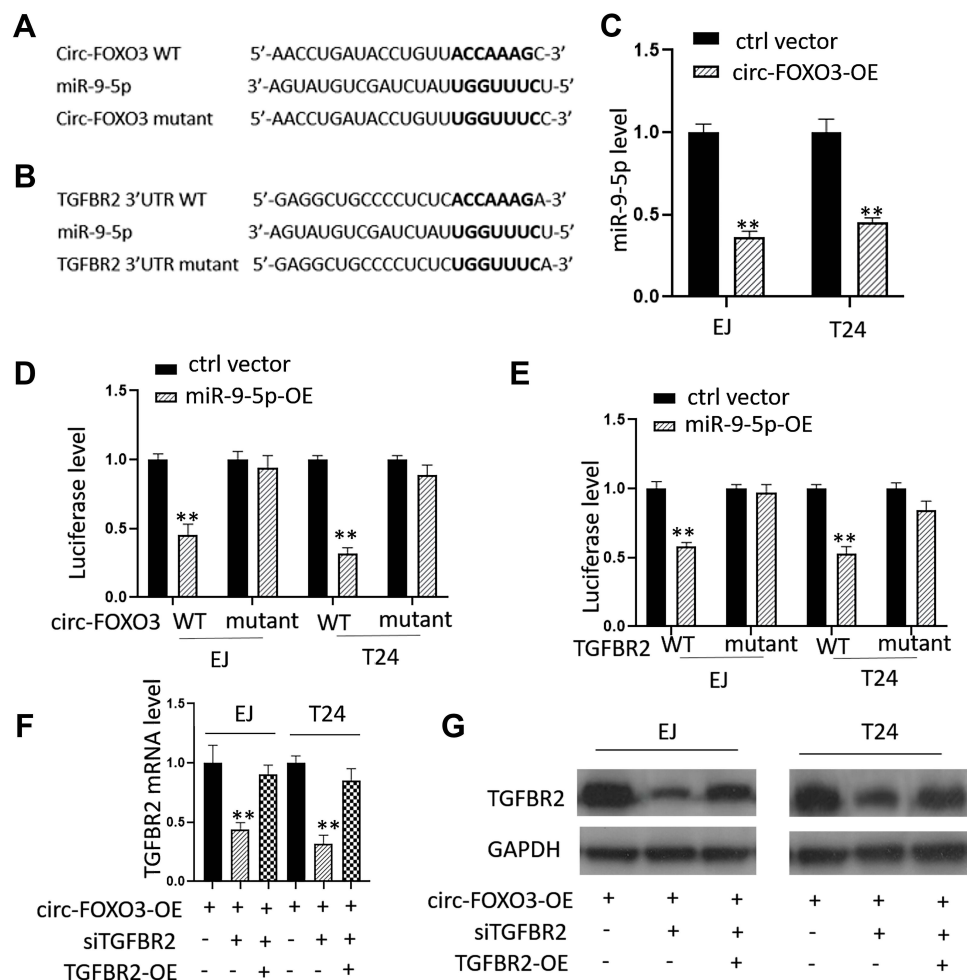 A
Circ-FOXO3 WT 5’-AACCUGAUACCUGUUACCAAAGC-3’
miR-9-5p 3’-AGUAUGUCGAUCUAUUGGUUUCU-5’
Circ-FOXO3 mutant 5’-AACCUGAUACCUGUUUGGUUUCC-3’
B
TGFBR2 3’UTR WT 5’-GAGGCUGCCCCUCUCACCAAAGA-3’
miR-9-5p 3’-AGUAUGUCGAUCUAUUGGUUUCU-5’
TGFBR2 3’UTR mutant 5’-GAGGCUGCCCCUCUCUGGUUUCA-3’
C
ctrl vector
circ-FOXO3-OE
miR-9-5p level
1.5
1.0
0.5
0.0
**
**
EJ T24
D
ctrl vector
miR-9-5p-OE
Luciferase level
1.5
1.0
0.5
0.0
**
**
circ-FOXO3 WT mutant WT mutant
EJ T24
E
ctrl vector
miR-9-5p-OE
Luciferase level
1.5
1.0
0.5
0.0
**
**
TGFBR2 WT mutant WT mutant
EJ T24
F
TGFBR2 mRNA level
EJ T24
1.5
1.0
0.5
0.0
**
**
circ-FOXO3-OE + + + + + +
siTGFBR2 - + + - + +
TGFBR2-OE - - + - - +
G
EJ T24
TGFBR2
GAPDH
circ-FOXO3-OE + + + + + +
siTGFBR2 - + + - + +
TGFBR2-OE - - + - - +